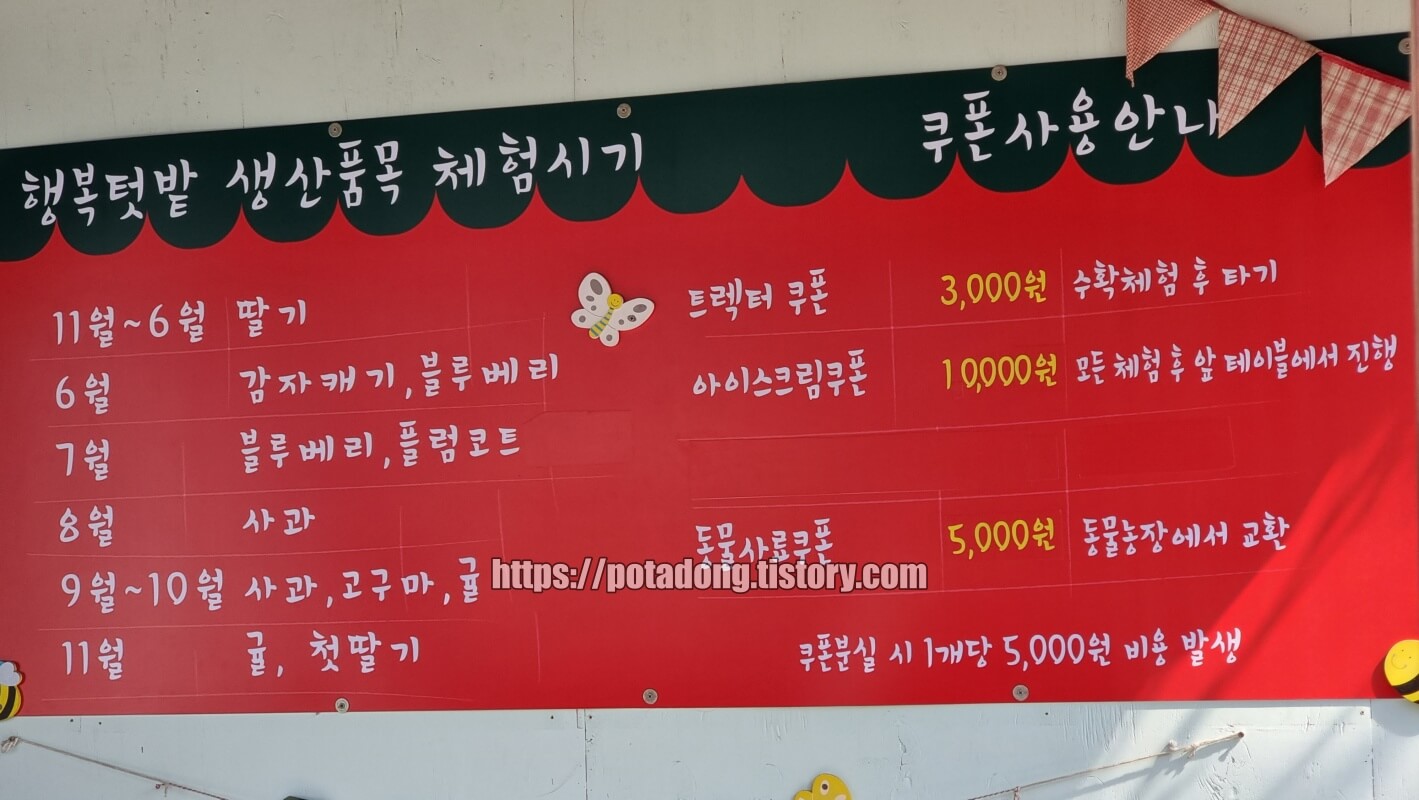 행복텃밭 생산품목 체험시기
11월~6월 딸기
6월 감자캐기,블루베리
7월 블루베리,플럼코트
8월 사과
9월~10월 사과,고구마,귤
11월 귤, 첫딸기
쿠폰사용안내
트렉터 쿠폰 3,000원 수확체험 후 타기
아이스크림쿠폰 10,000원 모든 체험 후 앞 테이블에서 진행
동물사료쿠폰 5,000원 동물농장에서 교환
쿠폰분실 시 1개당 5,000원 비용 발생
https://potadong.tistory.com